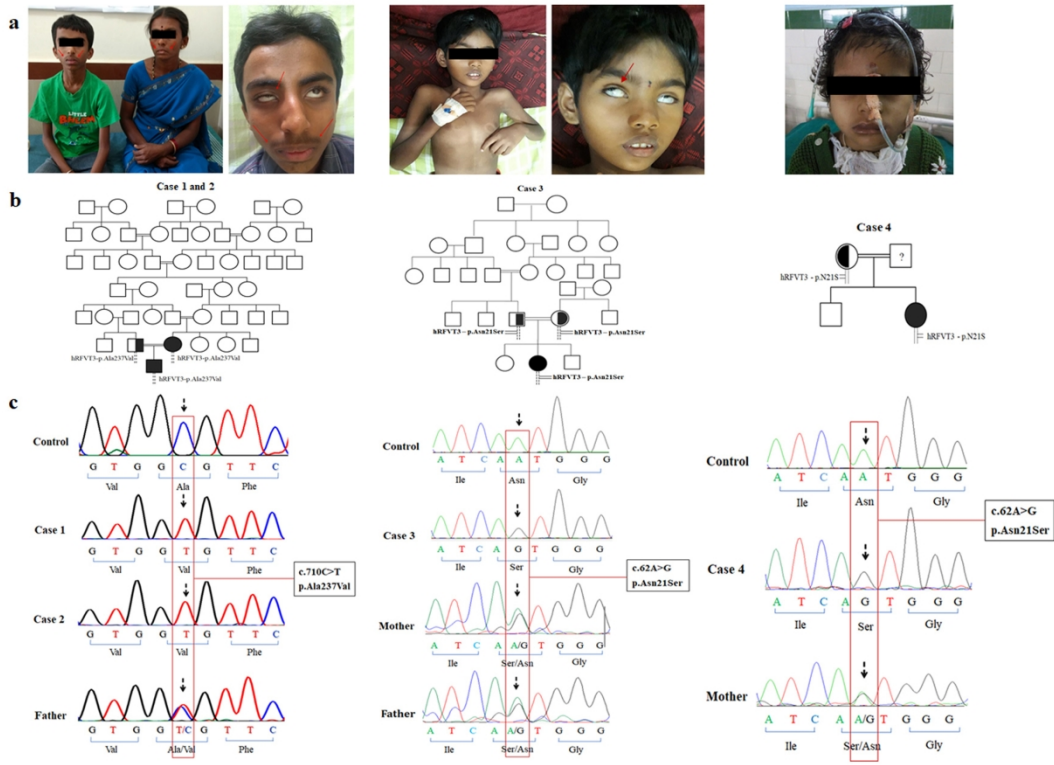 a
LITTLE
Case 1 and 2
Case 3
b
Case 4
?
hRFVT3 - p.N21S
hRFVT3 - p.N21S
hRFVT3-p.Ala237Val
hRFVT3-p.Ala237Val
hRFVT3-p.Ala237Val
hRFVT3 – p.Asn21Ser
hRFVT3 – p.Asn21Ser
hRFVT3 – p.Asn21Ser
c
Control
G T G G C G T T C
Val Ala Phe
Case 1
G T G G T G T T C
Val Val Phe
c.710C>T
p.Ala237Val
Case 2
G T G G T G T T C
Val Val Phe
Father
G T G G T/C G T T C
Val Ala/Val Phe
Control
A T C A A T G G G
Ile Asn Gly
Case 3
A T C A G T G G G
Ile Ser Gly
c.62A>G
p.Asn21Ser
Mother
A T C A A/G T G G G
Ile Ser/Asn Gly
Father
A T C A A/G T G G G
Ile Ser/Asn Gly
Control
A T C A A T G G G
Ile Asn Gly
c.62A>G
p.Asn21Ser
Case 4
A T C A G T G G G
Ile Ser Gly
Mother
A T C A A/G T G G G
Ile Ser/Asn Gly